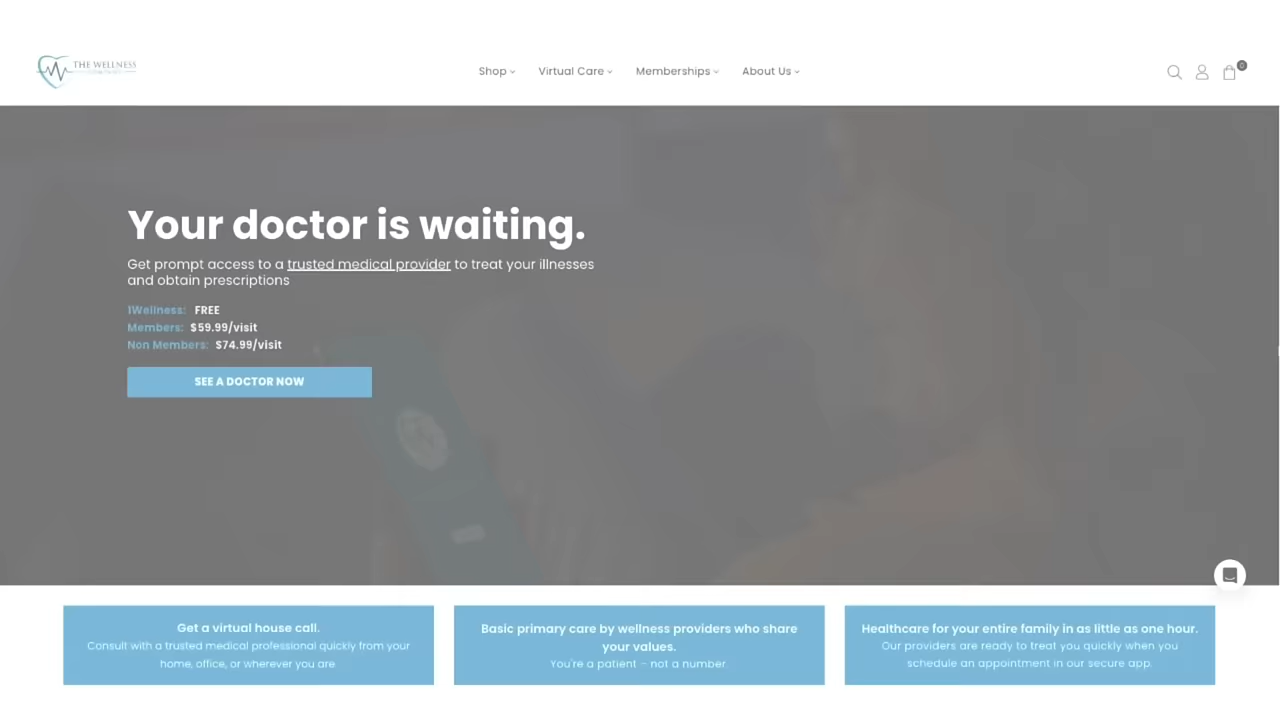 THE WELLNESS
Shop
Virtual Care
Memberships
About Us
0
Your doctor is waiting.
Get prompt access to a trusted medical provider to treat your illnesses
and obtain prescriptions
1Wellness: FREE
Members: $59.99/visit
Non Members: $74.99/visit
SEE A DOCTOR NOW
Get a virtual house call.
Consult with a trusted medical professional quickly from your
home, office, or wherever you are
Basic primary care by wellness providers who share
your values.
You're a patient – not a number.
Healthcare for your entire family in as little as one hour.
Our providers are ready to treat you quickly when you
schedule an appointment in our secure app.